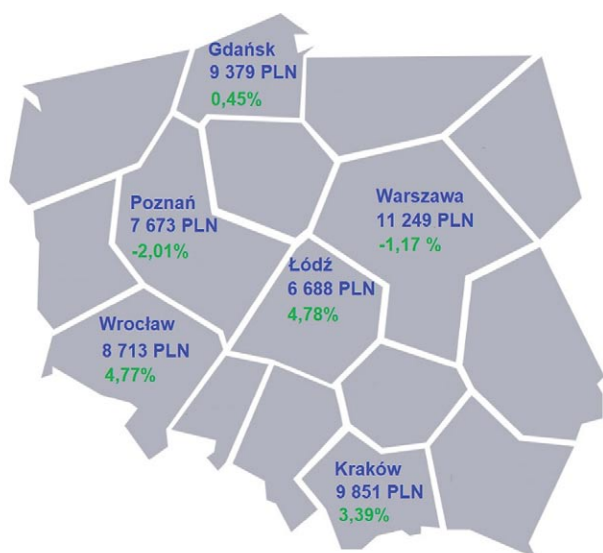 Gdańsk
9 379 PLN
0,45%
Poznań
7 673 PLN
-2,01%
Warszawa
11 249 PLN
-1,17 %
Łódź
6 688 PLN
4,78%
Wrocław
8 713 PLN
4,77%
Kraków
9 851 PLN
3,39%